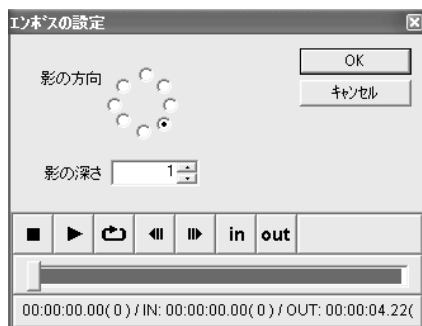 エンボスの設定
OK
影の方向
キャンセル
影の深さ 1
in out
00:00:00.00( 0 ) / IN: 00:00:00.00( 0 ) / OUT: 00:00:04.22(